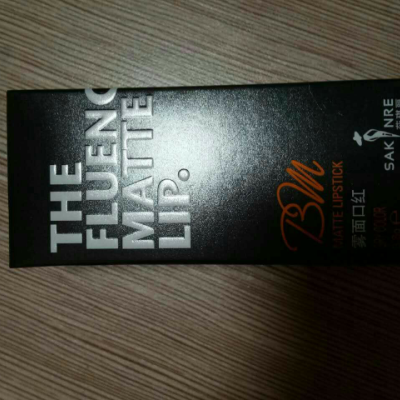 THE
FLUENC
MATTE
LIP.
BM
MATTE LIPSTICK
雾面口红
SAKINRE